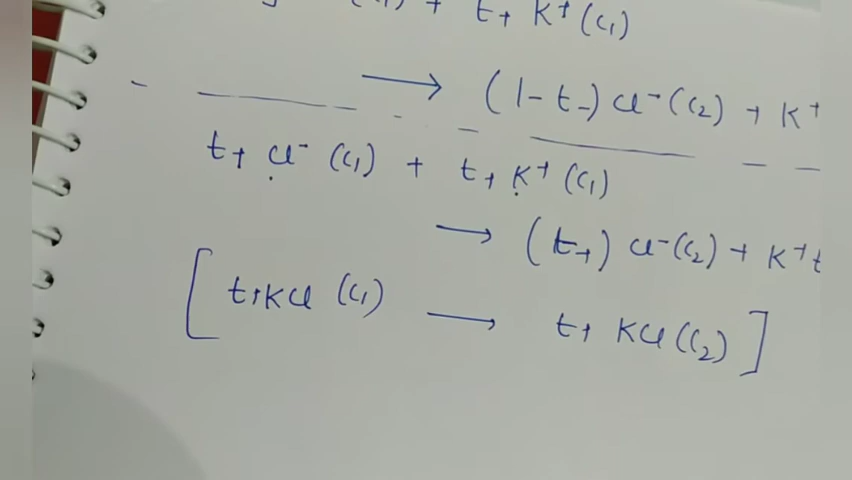 + t+ K+ (c1)
⟶ (1-t-) Cl- (c2) + K+
t+ Cl- (c1) + t+ K+ (c1)
⟶ (t+) Cl- (c2) + K+ t
[ t+ KCl (c1) ⟶ t+ KCl (c2) ]